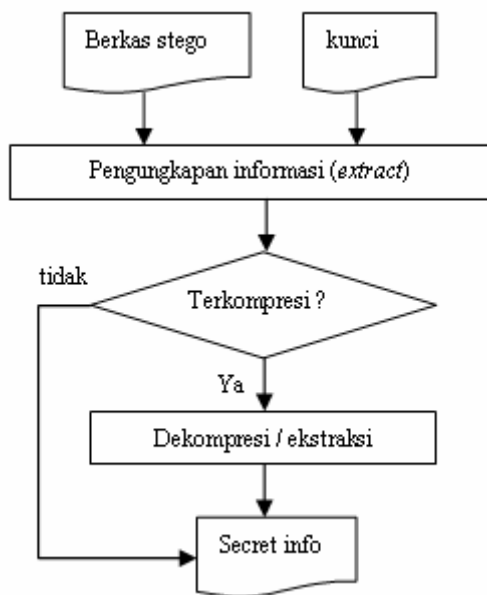 Berkas stego
kunci
Pengungkapan informasi (extract)
tidak
Terkompresi ?
Ya
Dekompresi / ekstraksi
Secret info